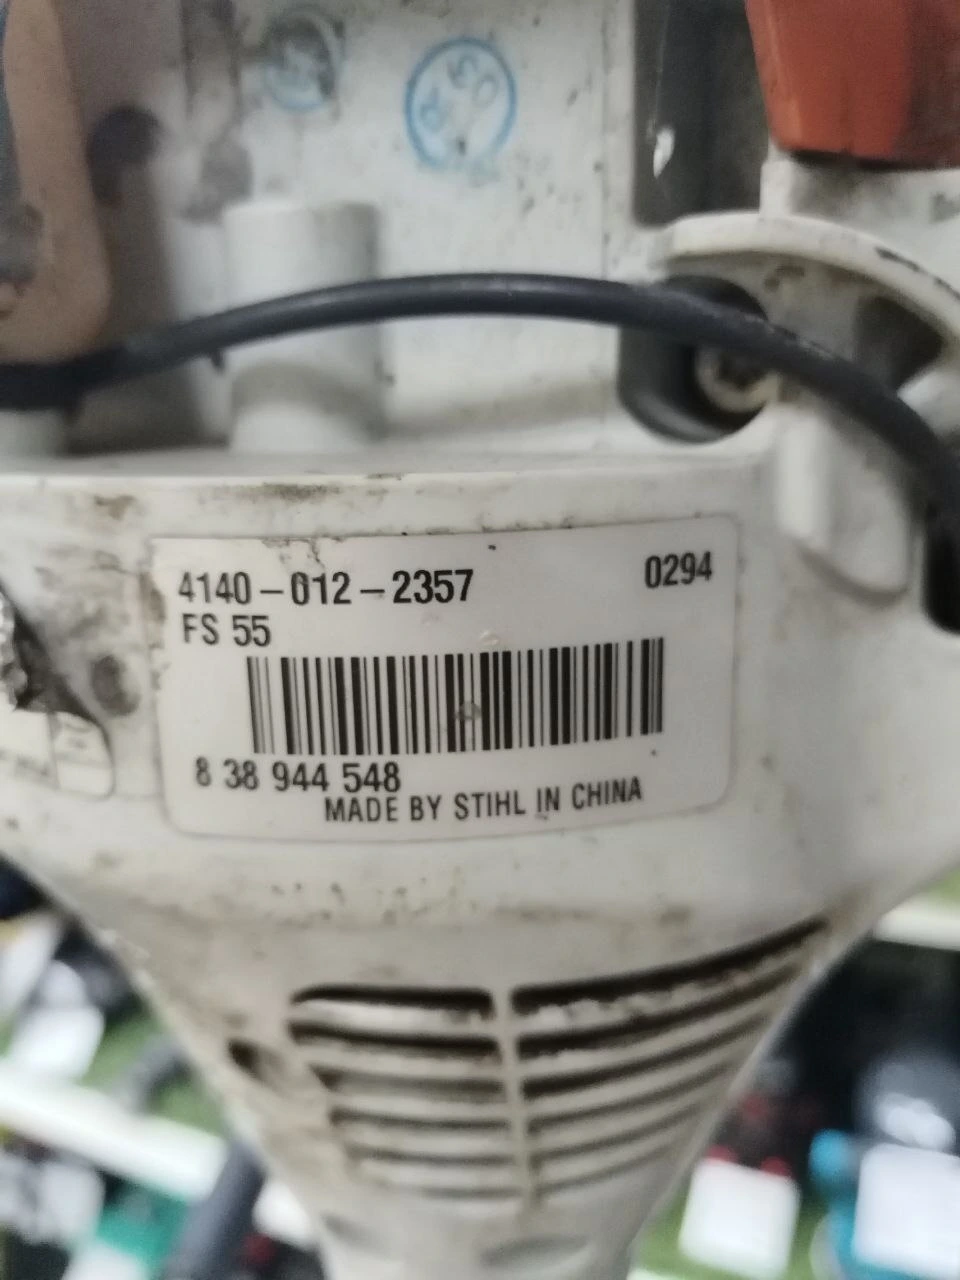 4140-012-2357 0294
FS 55
8 38 944 548
MADE BY STIHL IN CHINA